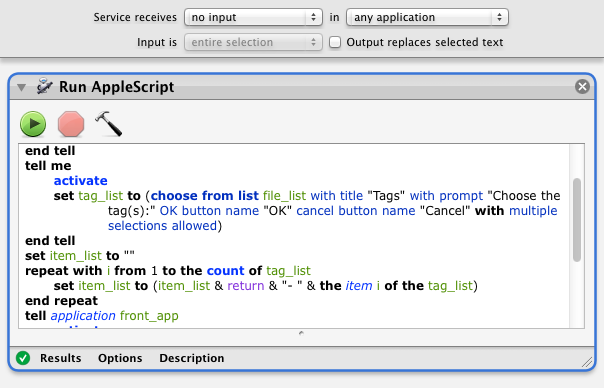 Service receives no input in any application
Input is entire selection Output replaces selected text
Run AppleScript
end tell
tell me
activate
set tag_list to (choose from list file_list with title "Tags" with prompt "Choose the
tag(s):" OK button name "OK" cancel button name "Cancel" with multiple
selections allowed)
end tell
set item_list to ""
repeat with i from 1 to the count of tag_list
set item_list to (item_list & return & "- " & the item i of the tag_list)
end repeat
tell application front_app
Results Options Description